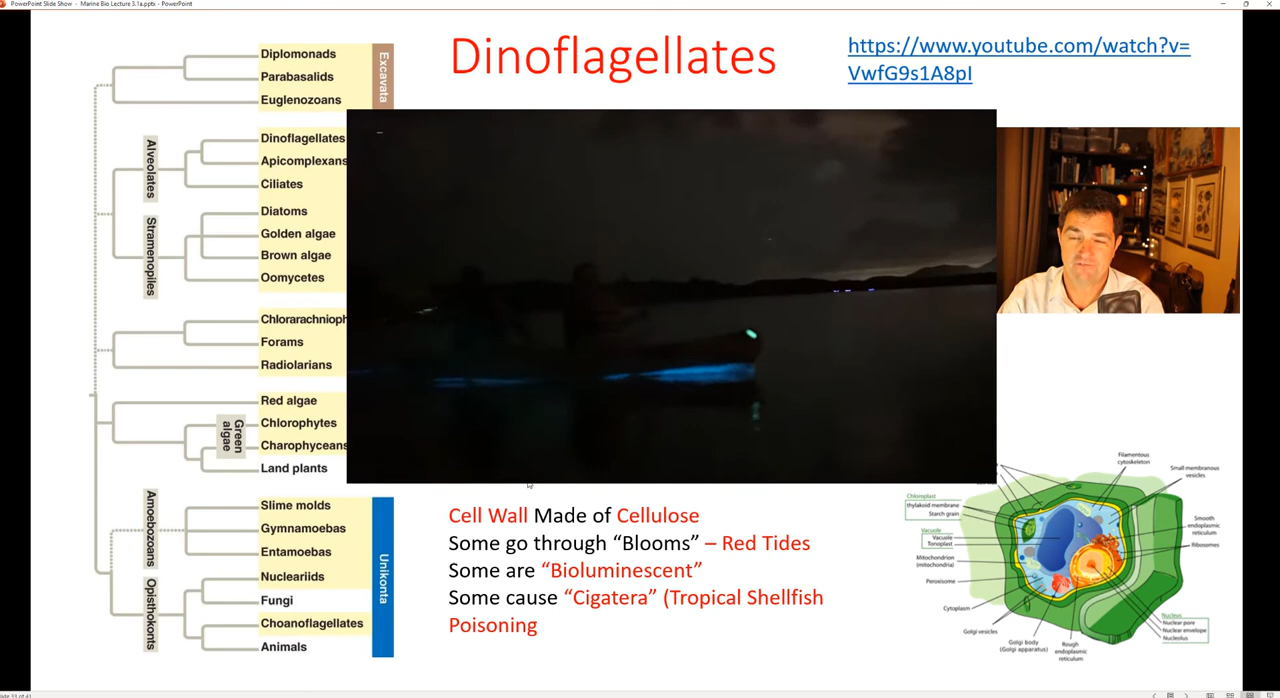 PowerPoint Slide Show - Marine Bio Lecture 3.1a.pptx - PowerPoint
Dinoflagellates
https://www.youtube.com/watch?v=
VwfG9s1A8pI
Diplomonads
Parabasalids
Euglenozoans
Excavata
Dinoflagellates
Apicomplexans
Ciliates
Alveolates
Diatoms
Golden algae
Brown algae
Oomycetes
Stramenopiles
Chlorarachnioph
Forams
Radiolarians
Red algae
Chlorophytes
Charophyceans
Green
algae
Land plants
Slime molds
Gymnamoebas
Entamoebas
Amoebozoans
Nucleariids
Fungi
Choanoflagellates
Animals
Opisthokonts
Unikonta
Cell Wall Made of Cellulose
Some go through “Blooms” – Red Tides
Some are “Bioluminescent”
Some cause “Cigatera” (Tropical Shellfish
Poisoning
Filamentous
cytoskeleton
Small membranous
vesicles
Chloroplast
thylakoid membrane
Starch grain
Vacuole
Vacuole
Tonoplast
Mitochondrion
(mitochondria)
Peroxisome
Cytoplasm
Golgi vesicles
Golgi body
(Golgi apparatus)
Rough
endoplasmic
reticulum
Smooth
endoplasmic
reticulum
Ribosomes
Nucleus
Nuclear pore
Nuclear envelope
Nucleolus